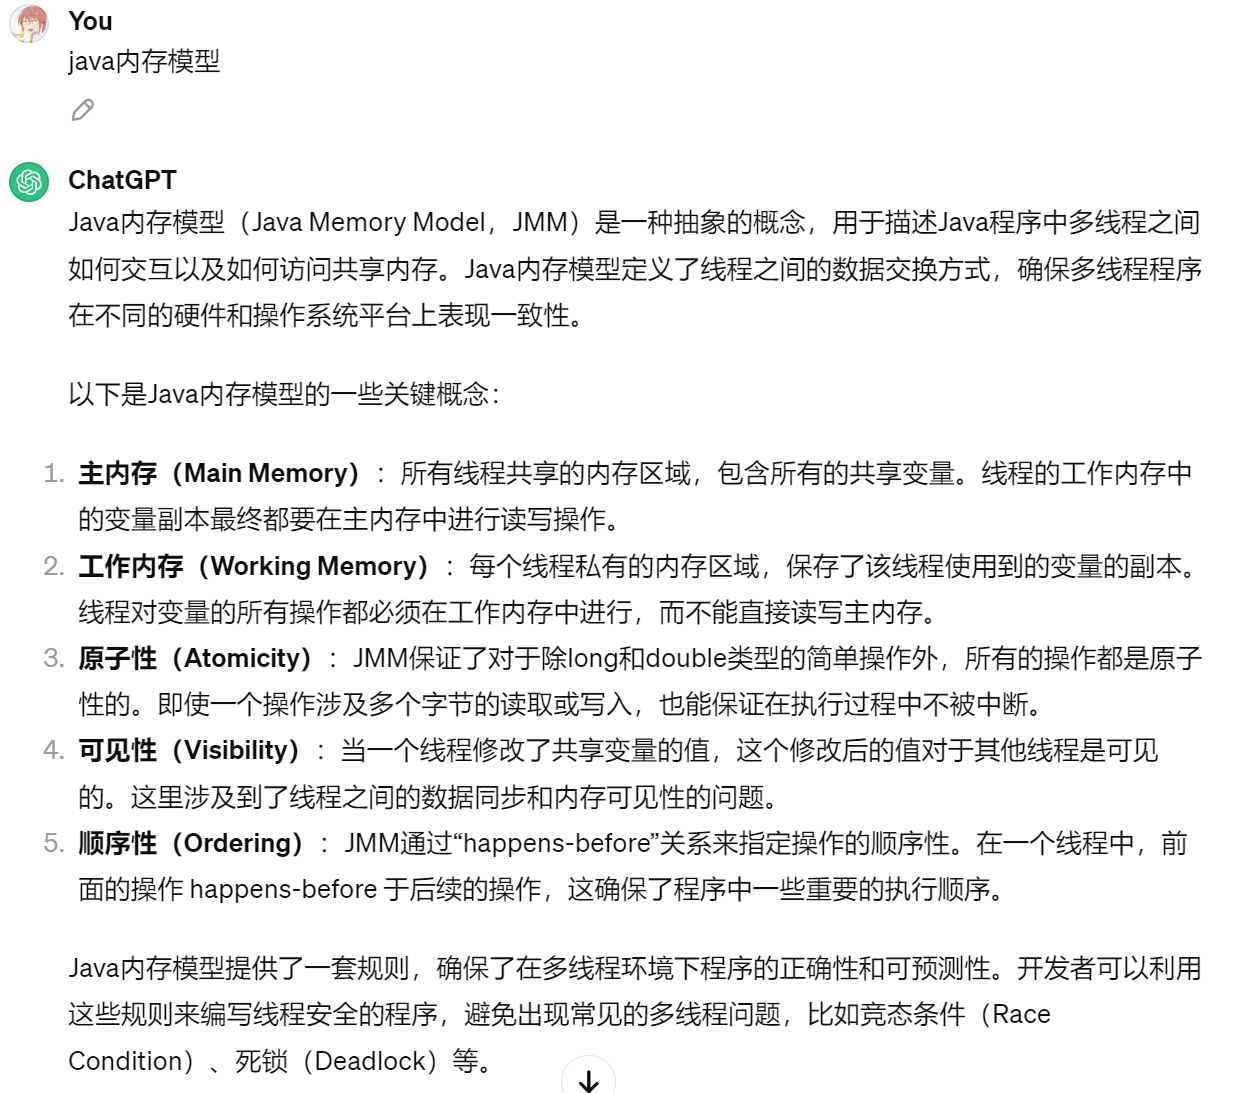 You
java内存模型
ChatGPT
Java内存模型（Java Memory Model，JMM）是一种抽象的概念，用于描述Java程序中多线程之间
如何交互以及如何访问共享内存。Java内存模型定义了线程之间的数据交换方式，确保多线程程序
在不同的硬件和操作系统平台上表现一致性。
以下是Java内存模型的一些关键概念：
1. 主内存（Main Memory）： 所有线程共享的内存区域，包含所有的共享变量。线程的工作内存中
的变量副本最终都要在主内存中进行读写操作。
2. 工作内存（Working Memory）： 每个线程私有的内存区域，保存了该线程使用到的变量的副本。
线程对变量的所有操作都必须在工作内存中进行，而不能直接读写主内存。
3. 原子性（Atomicity）： JMM保证了对于除long和double类型的简单操作外，所有的操作都是原子
性的。即使一个操作涉及多个字节的读取或写入，也能保证在执行过程中不被中断。
4. 可见性（Visibility）： 当一个线程修改了共享变量的值，这个修改后的值对于其他线程是可见
的。这里涉及到了线程之间的数据同步和内存可见性的问题。
5. 顺序性（Ordering）： JMM通过“happens-before”关系来指定操作的顺序性。在一个线程中，前
面的操作 happens-before 于后续的操作，这确保了程序中一些重要的执行顺序。
Java内存模型提供了一套规则，确保了在多线程环境下程序的正确性和可预测性。开发者可以利用
这些规则来编写线程安全的程序，避免出现常见的多线程问题，比如竞态条件（Race
Condition）、死锁（Deadlock）等。